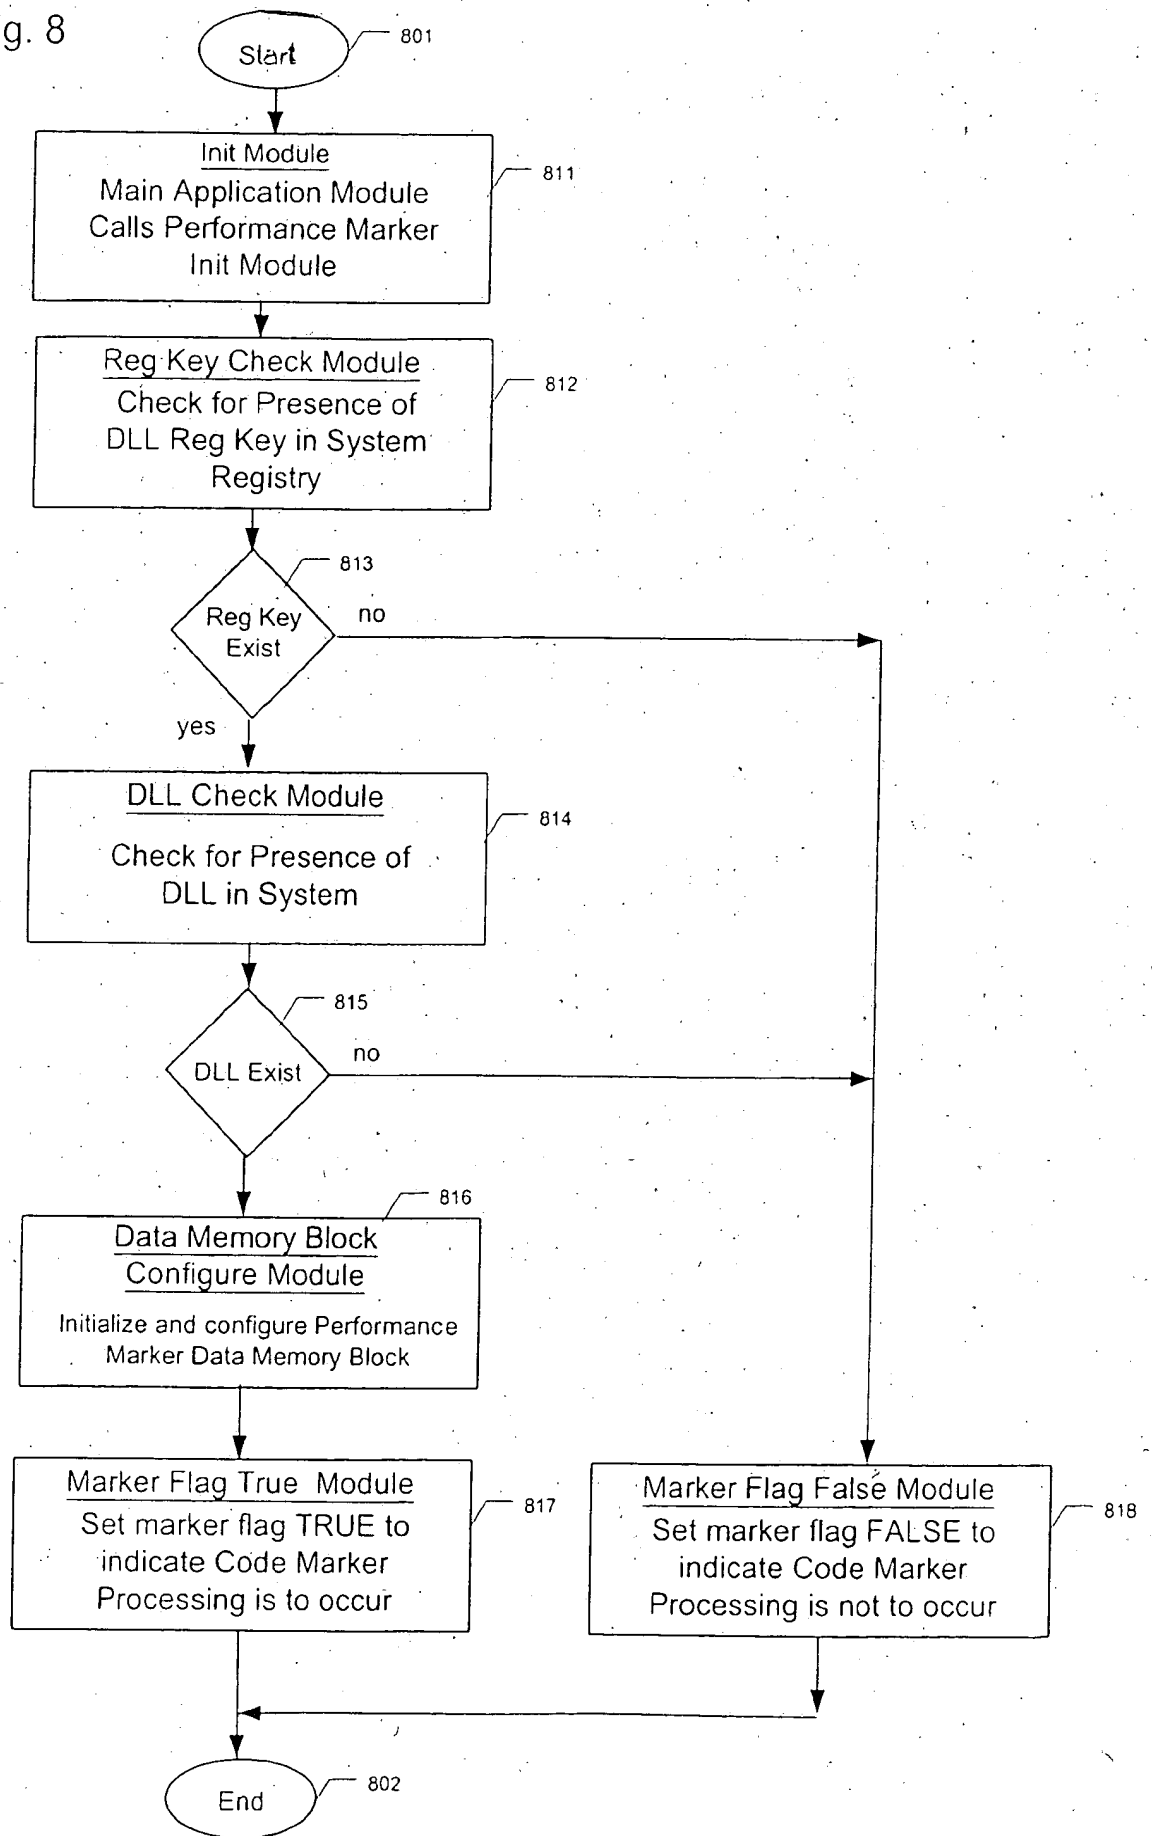 g. 8
Start
801
Init Module
Main Application Module
Calls Performance Marker
Init Module
811
Reg Key Check Module
Check for Presence of
DLL Reg Key in System
Registry
812
813
Reg Key
Exist
no
yes
DLL Check Module
Check for Presence of
DLL in System
814
815
DLL Exist
no
816
Data Memory Block
Configure Module
Initialize and configure Performance
Marker Data Memory Block
Marker Flag True Module
Set marker flag TRUE to
indicate Code Marker
Processing is to occur
817
Marker Flag False Module
Set marker flag FALSE to
indicate Code Marker
Processing is not to occur
818
End
802